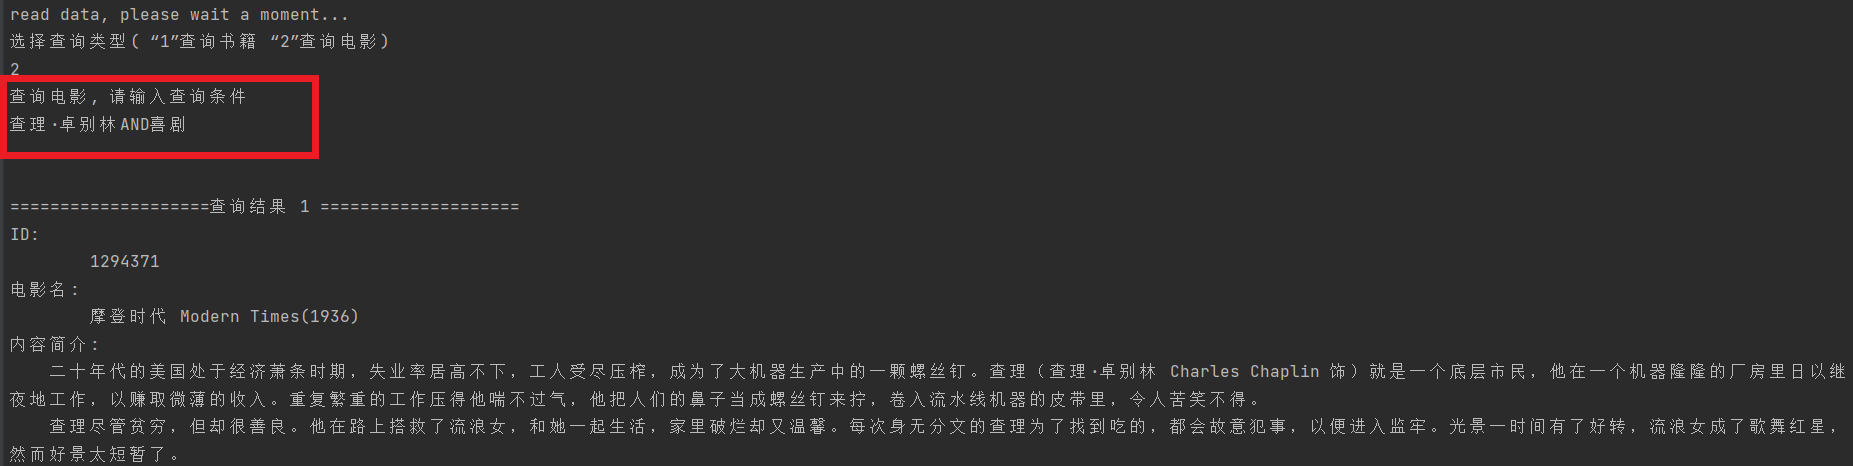 read data, please wait a moment...
选择查询类型( “1”查询书籍 “2”查询电影)
2
查询电影, 请输入查询条件
查理·卓别林AND喜剧
====================查询结果 1 ====================
ID:
1294371
电影名:
摩登时代 Modern Times(1936)
内容简介:
二十年代的美国处于经济萧条时期，失业率居高不下，工人受尽压榨，成为了大机器生产中的一颗螺丝钉。查理（查理·卓别林 Charles Chaplin 饰）就是一个底层市民，他在一个机器隆隆的厂房里日以继
夜地工作，以赚取微薄的收入。重复繁重的工作压得他喘不过气，他把人们的鼻子当成螺丝钉来拧，卷入流水线机器的皮带里，令人苦笑不得。
查理尽管贫穷，但却很善良。他在路上搭救了流浪女，和她一起生活，家里破烂却又温馨。每次身无分文的查理为了找到吃的，都会故意犯事，以便进入监牢。光景一时间有了好转，流浪女成了歌舞红星，
然而好景太短暂了。